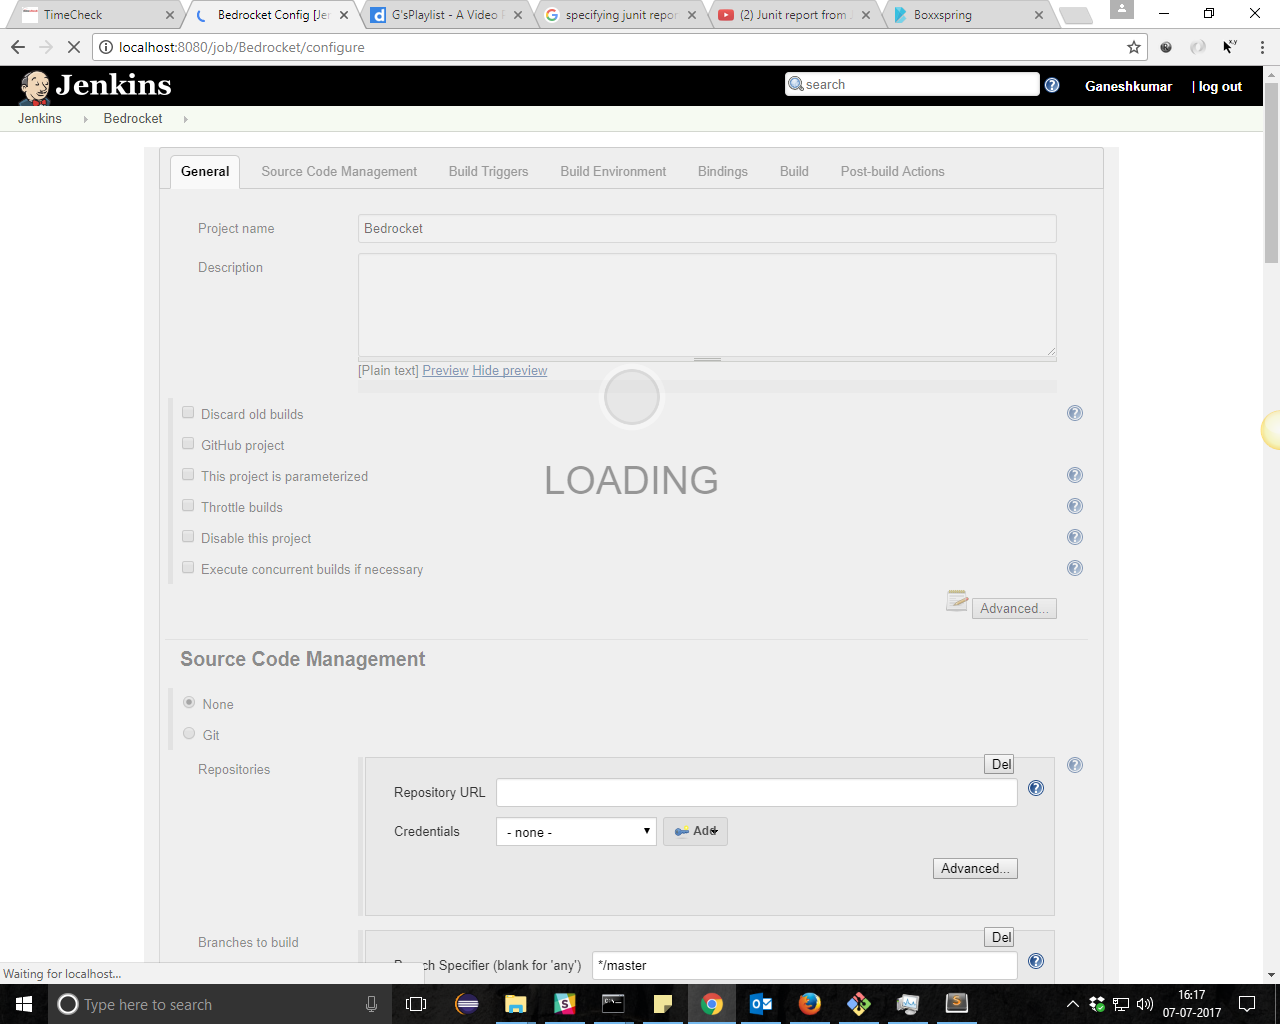 TimeCheck
Bedrocket Config [Jen
G'sPlaylist - A Video
specifying junit repor
(2) Junit report from
Boxxspring
localhost:8080/job/Bedrocket/configure
Jenkins
search
Ganeshkumar
| log out
Jenkins
Bedrocket
General
Source Code Management
Build Triggers
Build Environment
Bindings
Build
Post-build Actions
Project name
Bedrocket
Description
[Plain text] Preview Hide preview
Discard old builds
GitHub project
This project is parameterized
LOADING
Throttle builds
Disable this project
Execute concurrent builds if necessary
Advanced...
Source Code Management
None
Git
Repositories
Del
Repository URL
Credentials
- none -
Add
Advanced...
Branches to build
Del
Specifier (blank for 'any')
*/master
Waiting for localhost...
Type here to search
16:17
07-07-2017